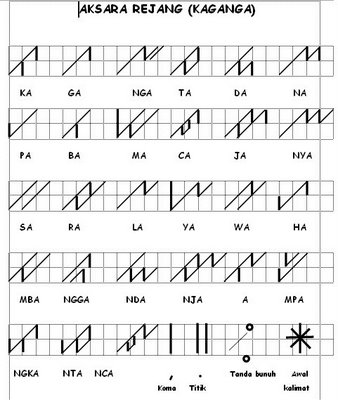 AKSARA REJANG (KAGANGA)
KA GA NGA TA DA NA
PA BA MA CA JA NYA
SA RA LA YA WA HA
MBA NGGA NDA NJA A MPA
NGKA NTA NCA , . Tanda bunuh Awal
Koma Titik kalimat